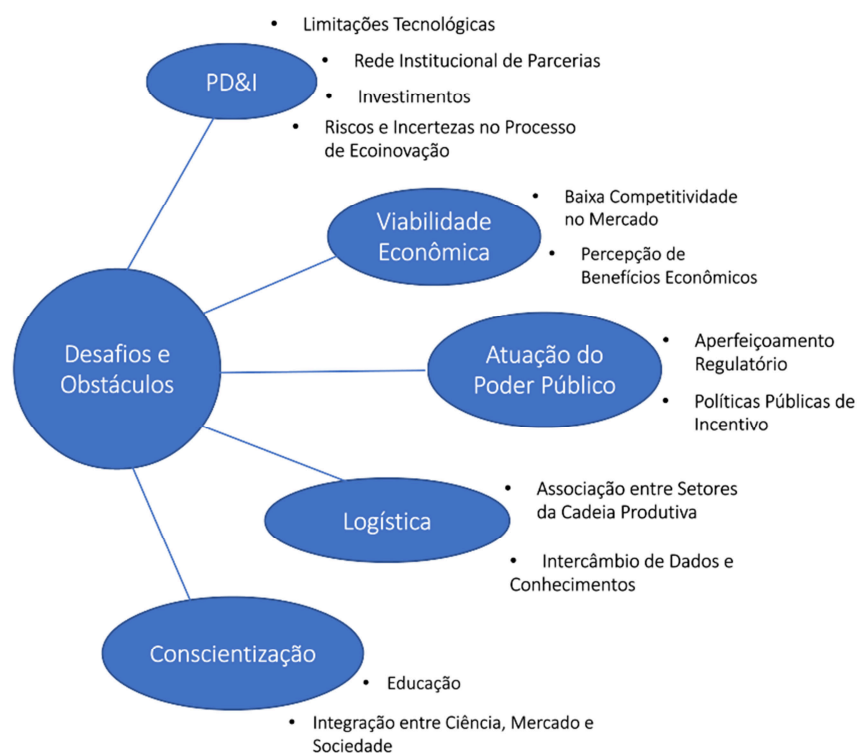 • Limitações Tecnológicas
PD&I
• Rede Institucional de Parcerias
• Investimentos
• Riscos e Incertezas no Processo
de Ecoinovação
Viabilidade
Econômica
• Baixa Competitividade
no Mercado
• Percepção de
Benefícios Econômicos
Desafios e
Obstáculos
Atuação do
Poder Público
• Aperfeiçoamento
Regulatório
• Políticas Públicas de
Incentivo
Logística
• Associação entre Setores
da Cadeia Produtiva
• Intercâmbio de Dados e
Conhecimentos
Conscientização
• Educação
• Integração entre Ciência, Mercado e
Sociedade